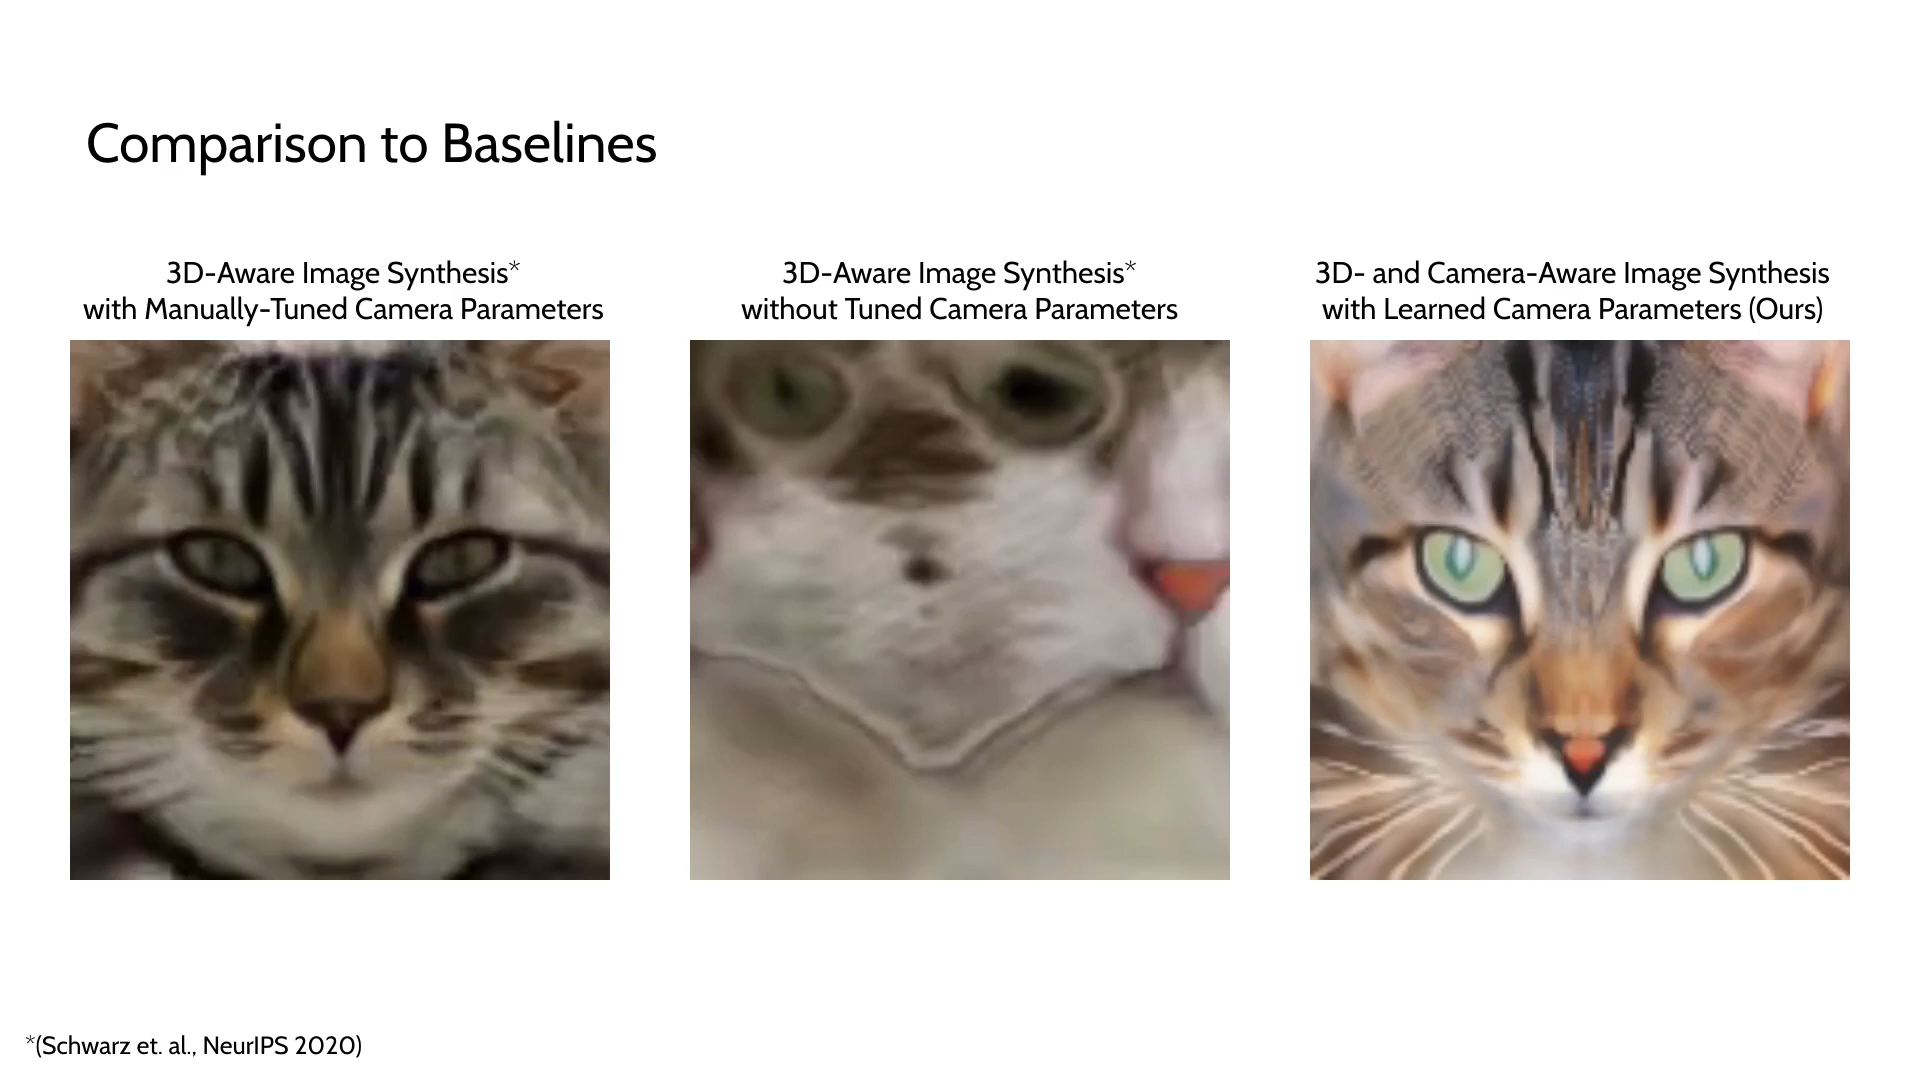 Comparison to Baselines
3D-Aware Image Synthesis*
with Manually-Tuned Camera Parameters
3D-Aware Image Synthesis*
without Tuned Camera Parameters
3D- and Camera-Aware Image Synthesis
with Learned Camera Parameters (Ours)
*(Schwarz et. al., NeurIPS 2020)